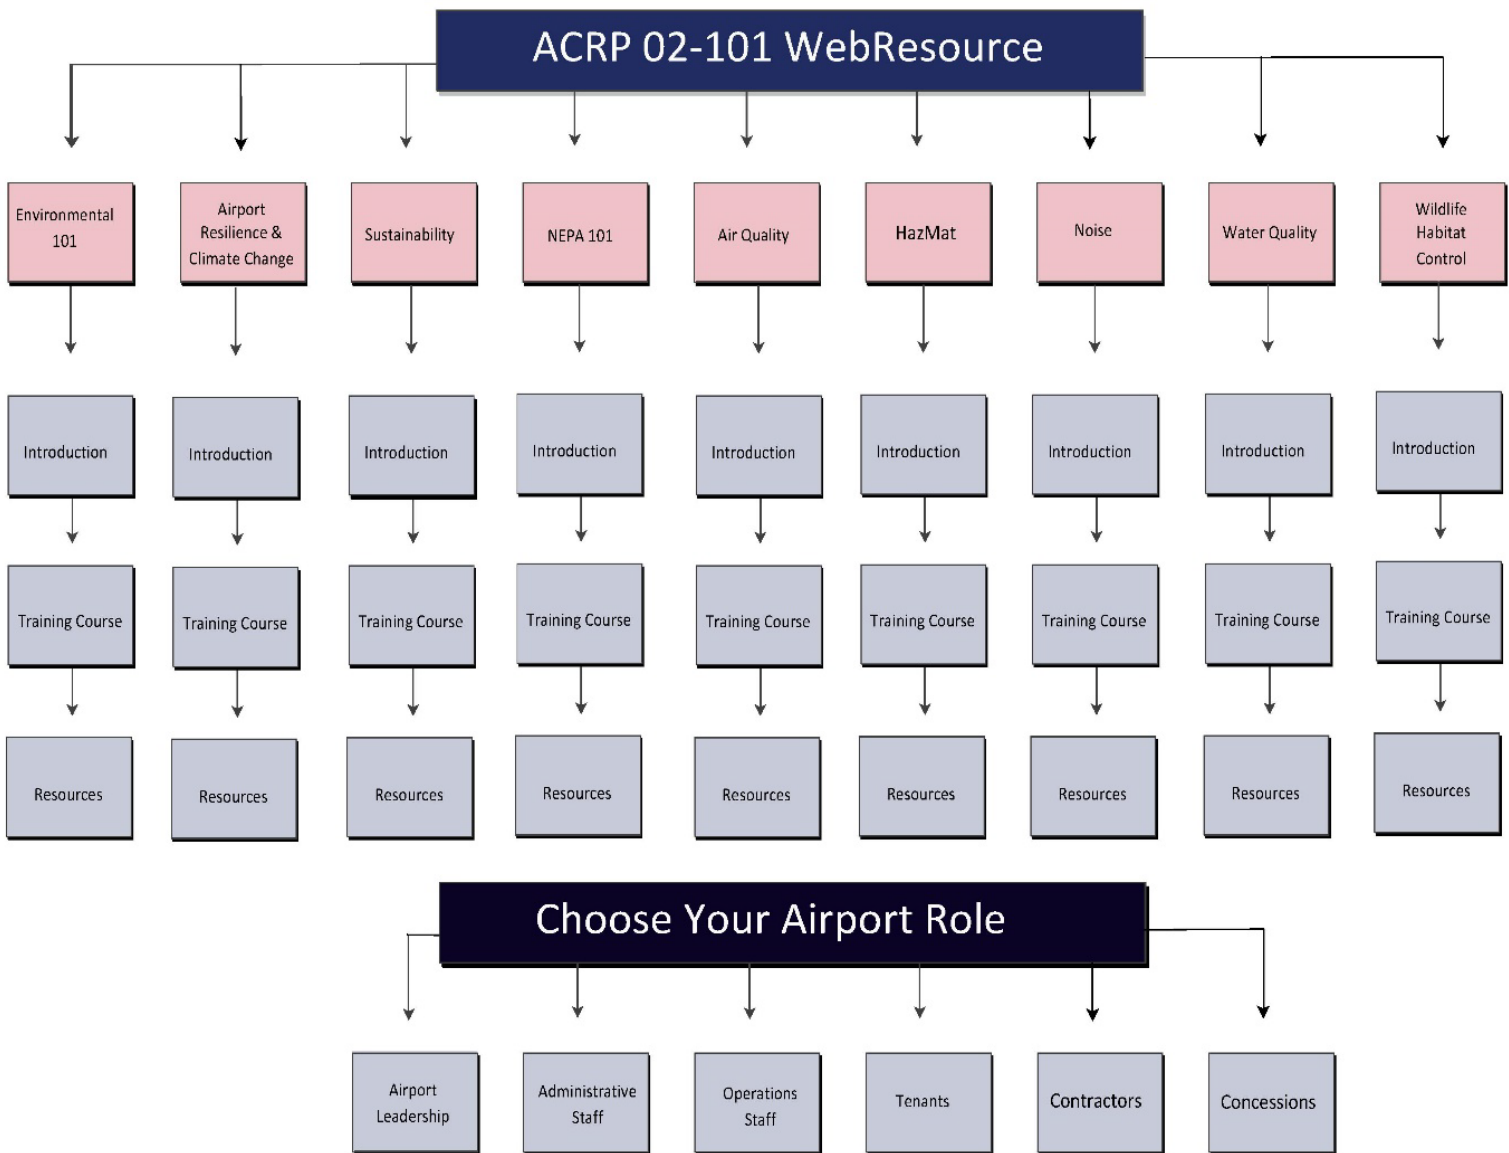 ACRP 02-101 WebResource
Environmental
101
Airport
Resilience &
Climate Change
Sustainability
NEPA 101
Air Quality
HazMat
Noise
Water Quality
Wildlife
Habitat
Control
Introduction
Introduction
Introduction
Introduction
Introduction
Introduction
Introduction
Introduction
Introduction
Training Course
Training Course
Training Course
Training Course
Training Course
Training Course
Training Course
Training Course
Training Course
Resources
Resources
Resources
Resources
Resources
Resources
Resources
Resources
Resources
Choose Your Airport Role
Airport
Leadership
Administrative
Staff
Operations
Staff
Tenants
Contractors
Concessions